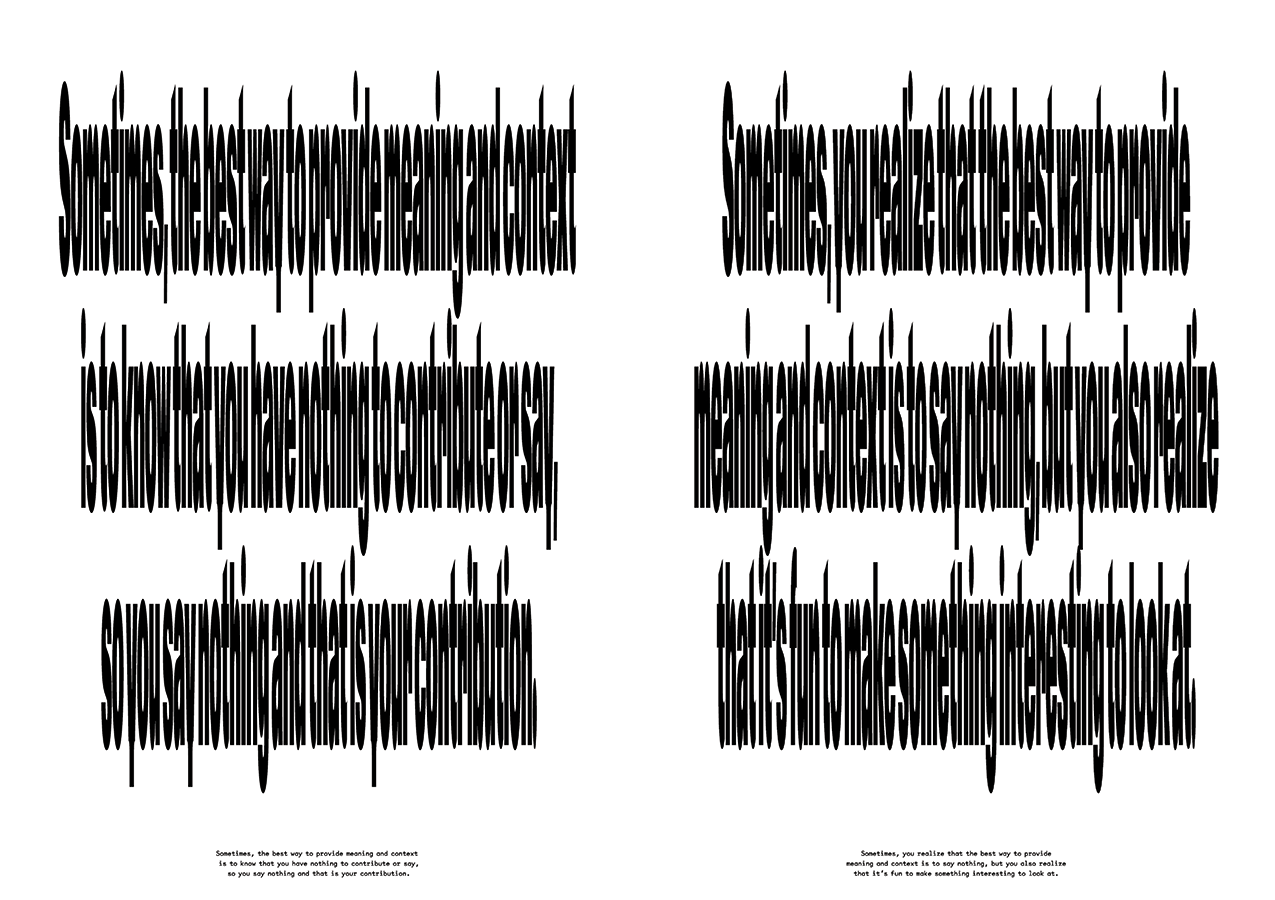 Sometimes, the best way to provide meaning and context
is to know that you have nothing to contribute or say,
so you say nothing and that is your contribution.
Sometimes, the best way to provide meaning and context
is to know that you have nothing to contribute or say,
so you say nothing and that is your contribution.
Sometimes, you realize that the best way to provide
meaning and context is to say nothing, but you also realize
that it's fun to make something interesting to look at.
Sometimes, you realize that the best way to provide
meaning and context is to say nothing, but you also realize
that it's fun to make something interesting to look at.